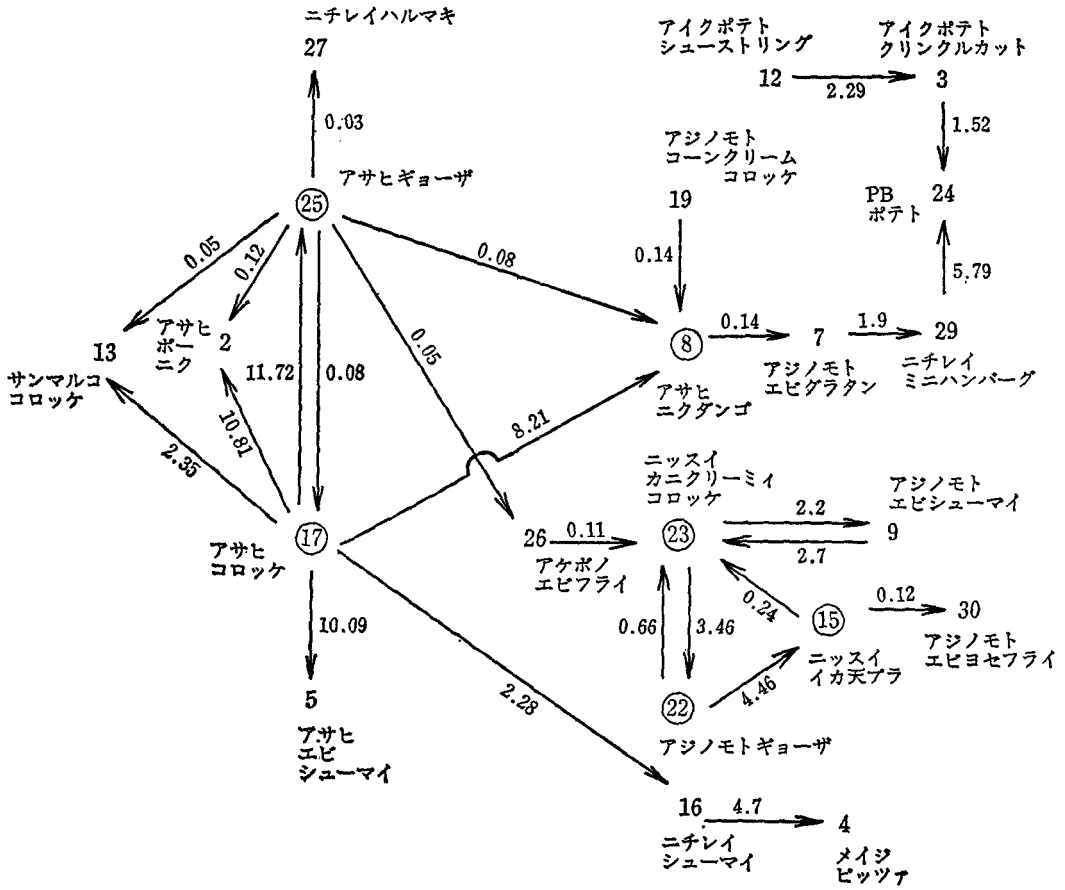 ニチレイハルマキ
27
0.03
アサヒギョーザ
25
0.05
0.12
0.08
0.05
13
サンマルコ
コロッケ
アサヒ
ポー
ニク
2
11.72
0.08
10.81
2.35
8.21
17
アサヒ
コロッケ
10.09
5
アサヒ
エビ
シューマイ
2.28
アイクポテト
シューストリング
12
2.29
アイクポテト
クリンクルカット
3
1.52
PB
ポテト
24
5.79
アジノモト
コーンクリーム
コロッケ
19
0.14
8
アサヒ
ニクダンゴ
0.14
7
アジノモト
エビグラタン
1.9
29
ニチレイ
ミニハンバーグ
26
アケボノ
エビフライ
0.11
ニッスイ
カニクリーミィ
コロッケ
23
2.2
2.7
アジノモト
エビシューマイ
9
0.66
3.46
0.24
15
ニッスイ
イカ天プラ
0.12
30
アジノモト
エビヨセフライ
4.46
22
アジノモトギョーザ
16
ニチレイ
シューマイ
4.7
4
メイジ
ピッツァ